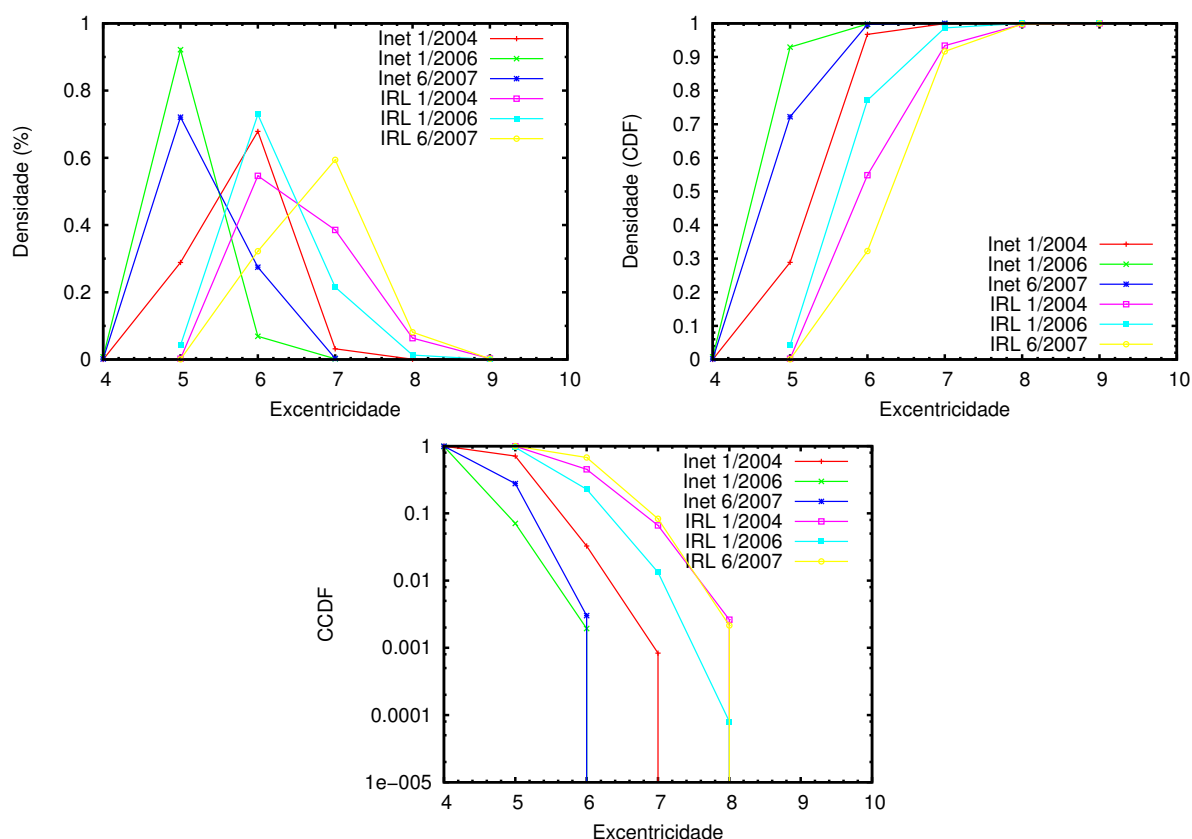 Densidade (%)
1
0.8
0.6
0.4
0.2
0
Inet 1/2004
Inet 1/2006
Inet 6/2007
IRL 1/2004
IRL 1/2006
IRL 6/2007
4 5 6 7 8 9 10
Excentricidade
Densidade (CDF)
1
0.9
0.8
0.7
0.6
0.5
0.4
0.3
0.2
0.1
0
Inet 1/2004
Inet 1/2006
Inet 6/2007
IRL 1/2004
IRL 1/2006
IRL 6/2007
4 5 6 7 8 9 10
Excentricidade
CCDF
1
0.1
0.01
0.001
0.0001
1e−005
Inet 1/2004
Inet 1/2006
Inet 6/2007
IRL 1/2004
IRL 1/2006
IRL 6/2007
4 5 6 7 8 9 10
Excentricidade